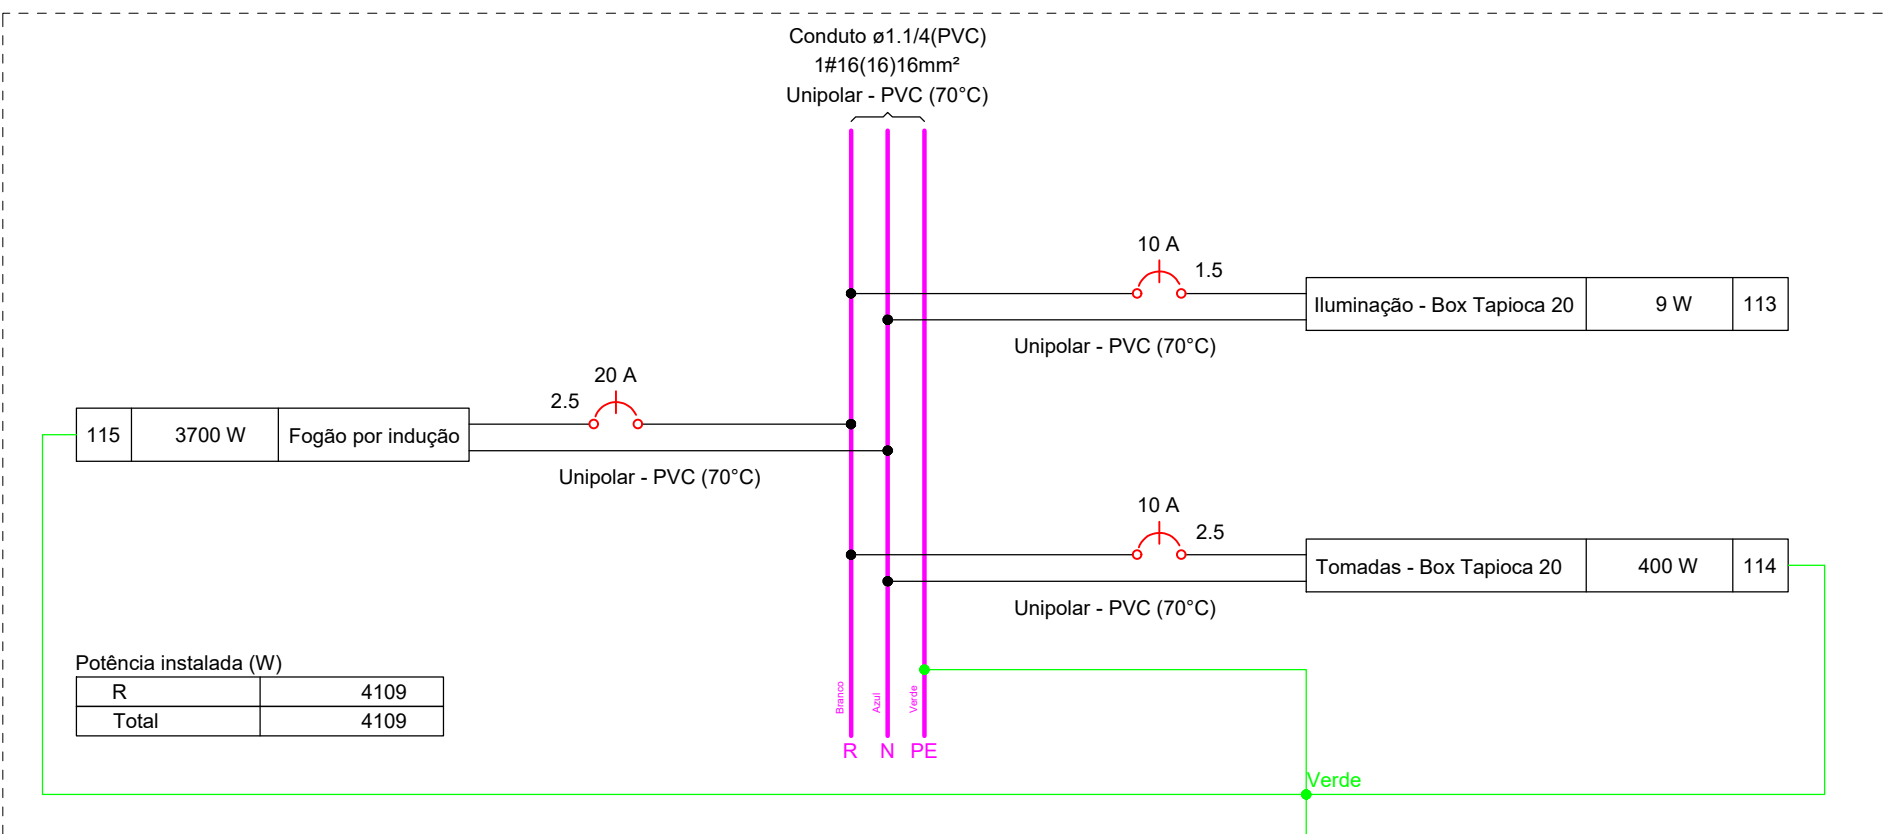 Conduto ø1.1/4(PVC)
1#16(16)16mm²
Unipolar - PVC (70°C)
10 A
1.5
Iluminação - Box Tapioca 20 9 W 113
Unipolar - PVC (70°C)
20 A
2.5
115 3700 W Fogão por indução
Unipolar - PVC (70°C)
10 A
2.5
Tomadas - Box Tapioca 20 400 W 114
Unipolar - PVC (70°C)
Potência instalada (W)
R 4109
Total 4109
Branco
Azul
Verde
R N PE
Verde